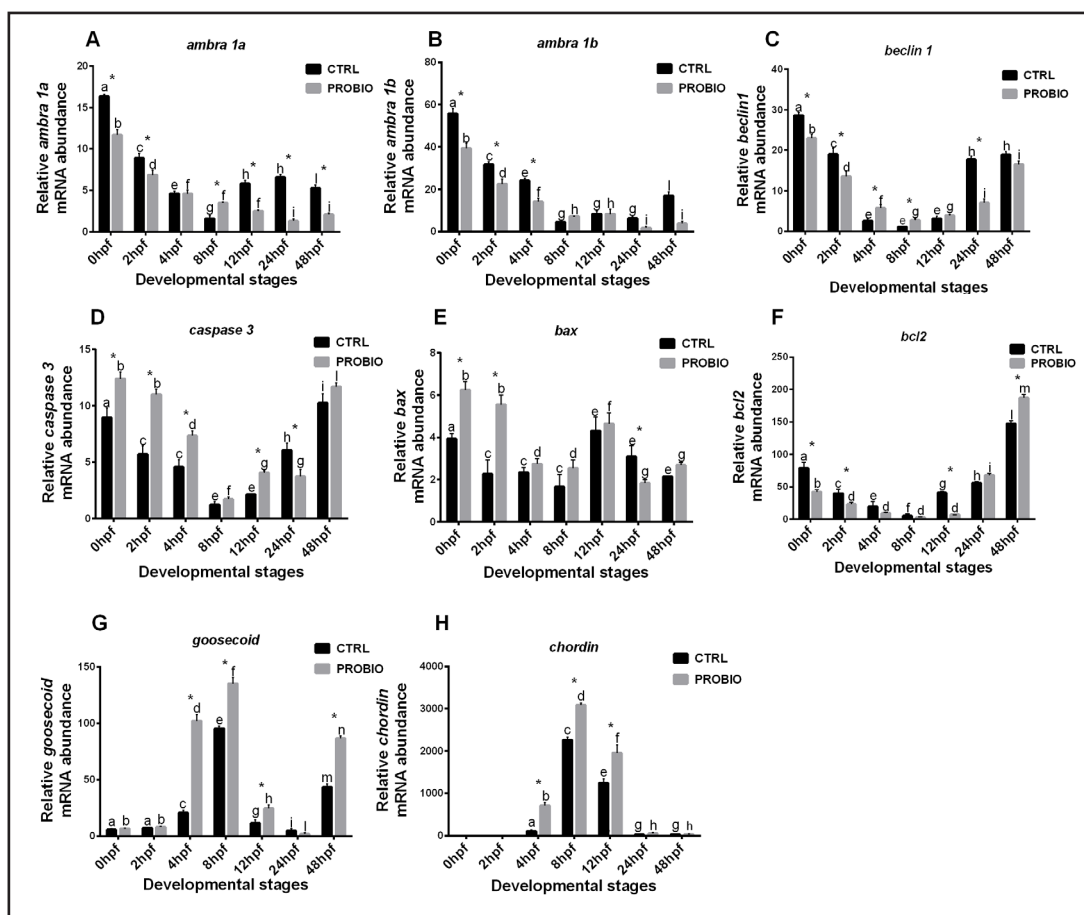 A
ambra 1a
CTRL
PROBIO
Relative ambra 1a
mRNA abundance
20
15
10
5
0
a * b c * d e f g * f h * i h * i l * i
0hpf 2hpf 4hpf 8hpf 12hpf 24hpf 48hpf
Developmental stages
B
ambra 1b
CTRL
PROBIO
Relative ambra 1b
mRNA abundance
80
60
40
20
0
a * b c * d e * f g h g h g i l i
0hpf 2hpf 4hpf 8hpf 12hpf 24hpf 48hpf
Developmental stages
C
beclin 1
CTRL
PROBIO
Relative beclin1
mRNA abundance
40
30
20
10
0
a * b c * d e * f e * g e g h * i h i
0hpf 2hpf 4hpf 8hpf 12hpf 24hpf 48hpf
Developmental stages
D
caspase 3
CTRL
PROBIO
Relative caspase 3
mRNA abundance
15
10
5
0
a * b c * d e * d e f e * g h * g i l
0hpf 2hpf 4hpf 8hpf 12hpf 24hpf 48hpf
Developmental stages
E
bax
CTRL
PROBIO
Relative bax
mRNA abundance
8
6
4
2
0
a * b c * b c d c d e f e * g e g
0hpf 2hpf 4hpf 8hpf 12hpf 24hpf 48hpf
Developmental stages
F
bcl2
CTRL
PROBIO
Relative bcl2
mRNA abundance
200
150
100
50
0
a * b c * d e d f d g * d h i l * m
0hpf 2hpf 4hpf 8hpf 12hpf 24hpf 48hpf
Developmental stages
G
goosecoid
CTRL
PROBIO
Relative goosecoid
mRNA abundance
150
100
50
0
a b a b c * d e * f g * h i l m * n
0hpf 2hpf 4hpf 8hpf 12hpf 24hpf 48hpf
Developmental stages
H
chordin
CTRL
PROBIO
Relative chordin
mRNA abundance
4000
3000
2000
1000
0
a * b c * d e * f g h g h
0hpf 2hpf 4hpf 8hpf 12hpf 24hpf 48hpf
Developmental stages